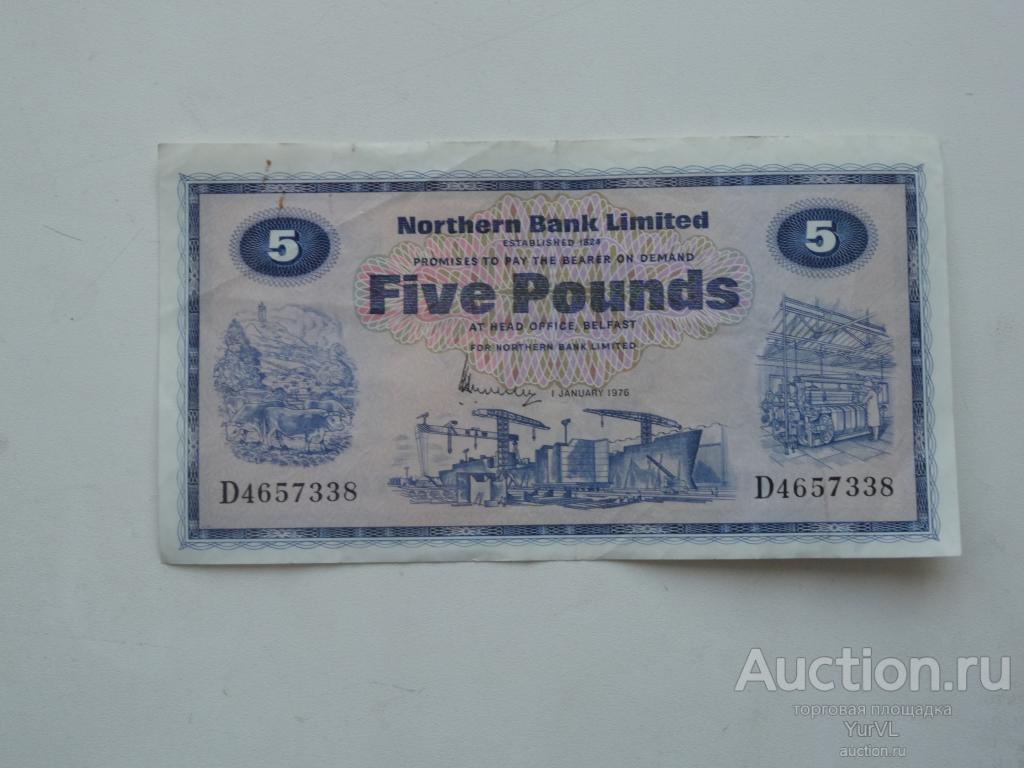 5
5
Northern Bank Limited
ESTABLISHED 1824
PROMISES TO PAY THE BEARER ON DEMAND
Five Pounds
AT HEAD OFFICE, BELFAST
FOR NORTHERN BANK LIMITED
1 JANUARY 1976
D4657338
D4657338
Auction.ru
торговая площадка
YurVL
auction.ru